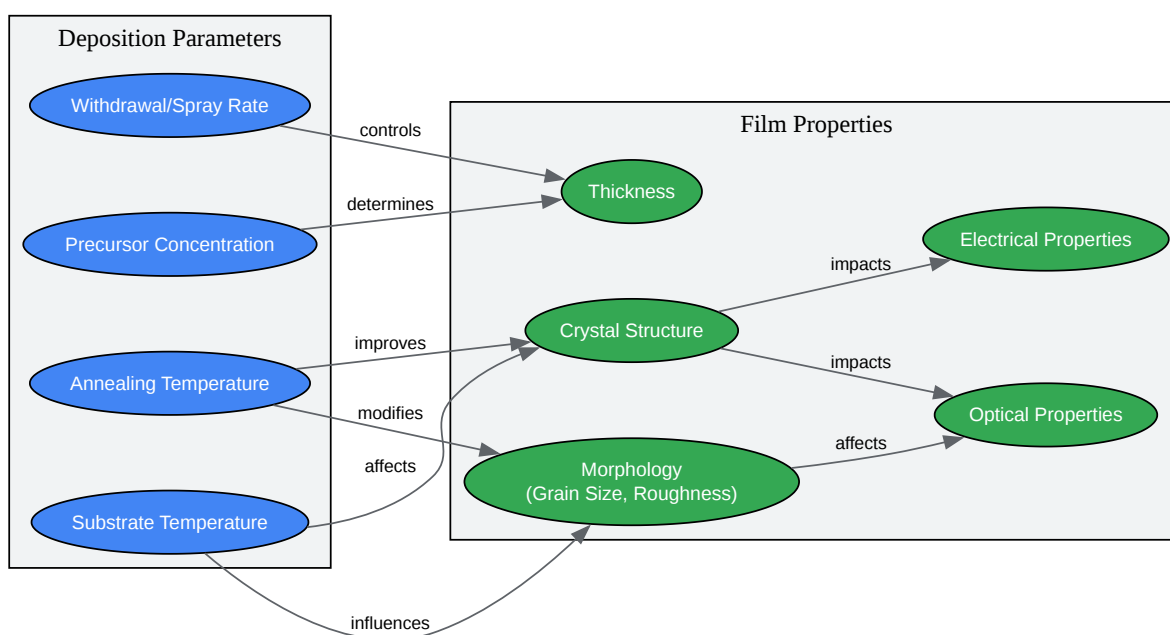 Deposition Parameters
Withdrawal/Spray Rate
Precursor Concentration
Annealing Temperature
Substrate Temperature
controls
determines
improves
modifies
affects
influences
Film Properties
Thickness
Crystal Structure
Morphology
(Grain Size, Roughness)
impacts
impacts
affects
Electrical Properties
Optical Properties